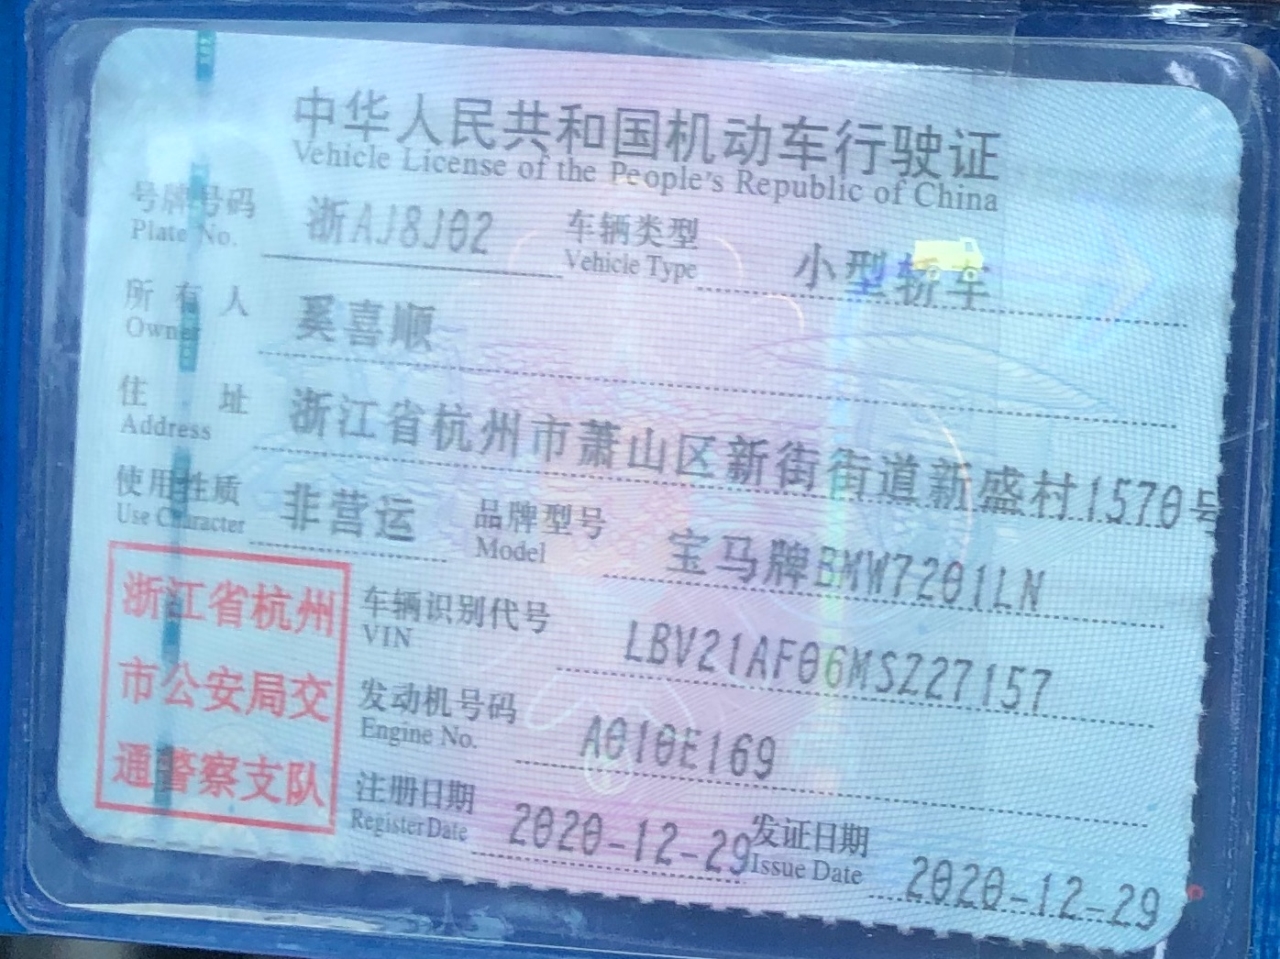 中华人民共和国机动车行驶证
Vehicle License of the People's Republic of China
号牌号码 浙AJ8J02 车辆类型 小型轿车
Plate No. Vehicle Type
所有人 奚喜顺
Owner
住址 浙江省杭州市萧山区新街街道新盛村1570号
Address
使用性质 非营运 品牌型号 宝马牌BMW7201LN
Use Character Model
浙江省杭州
市公安局交
通警察支队
车辆识别代号 LBV21AF06MSZ27157
VIN
发动机号码 A010E169
Engine No.
注册日期 2020-12-29 发证日期 2020-12-29
Register Date Issue Date